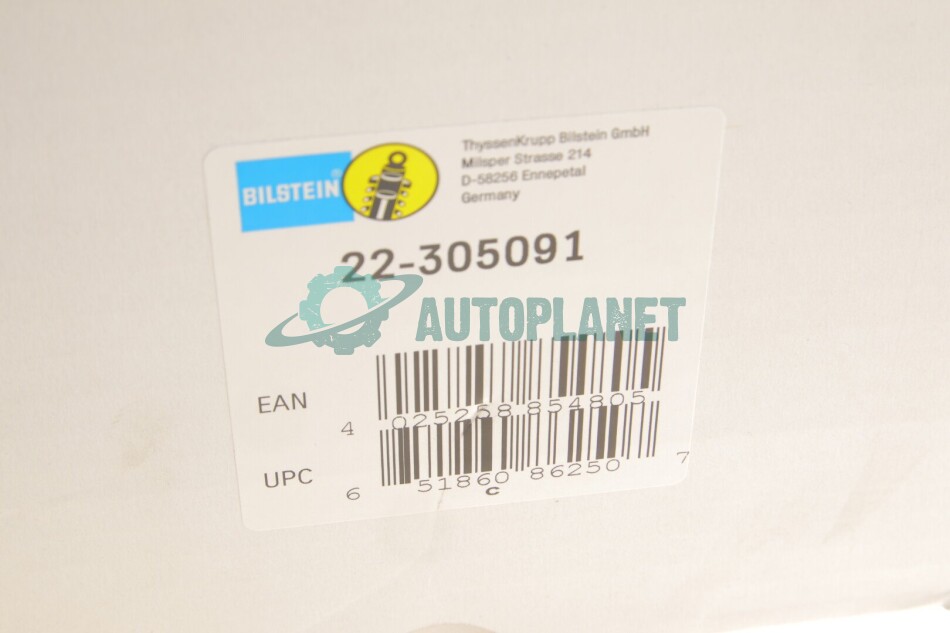 BILSTEIN®
ThyssenKrupp Bilstein GmbH
Milsper Strasse 214
D-58256 Ennepetal
Germany
22-305091
AUTOPLANET
EAN
4 025258 854805
UPC
6 51860 86250 7
c